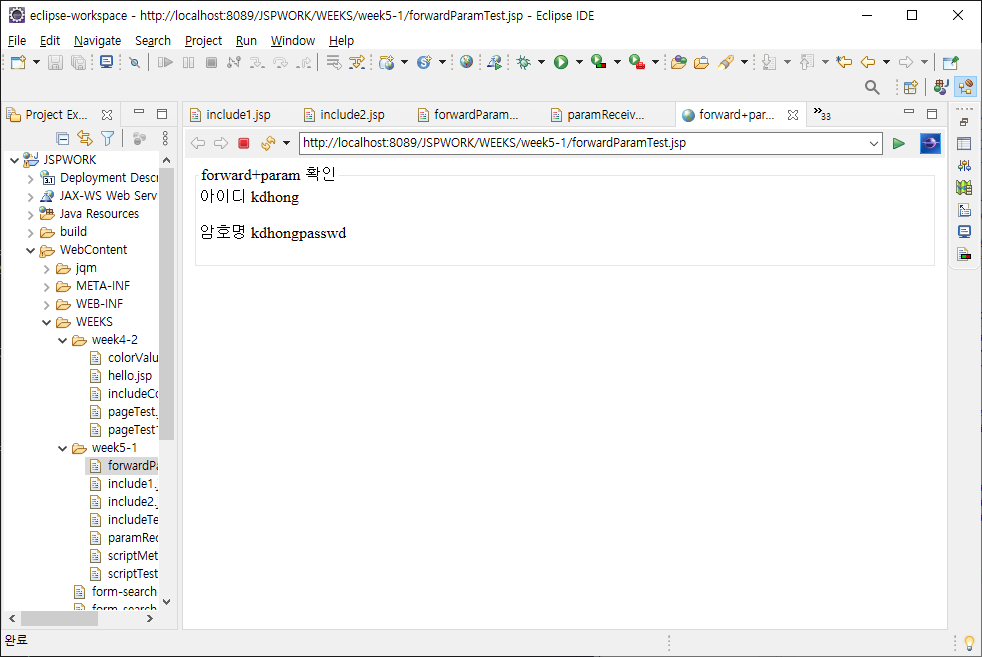 eclipse-workspace - http://localhost:8089/JSPWORK/WEEKS/week5-1/forwardParamTest.jsp - Eclipse IDE
File Edit Navigate Search Project Run Window Help
Project Ex...
include1.jsp
include2.jsp
forwardParam...
paramReceiv...
forward+par...
33
http://localhost:8089/JSPWORK/WEEKS/week5-1/forwardParamTest.jsp
JSPWORK
Deployment Descr
JAX-WS Web Serv
Java Resources
build
WebContent
jqm
META-INF
WEB-INF
WEEKS
week4-2
colorValu
hello.jsp
includeCo
pageTest.
pageTest1
week5-1
forwardPa
include1.
include2.
includeTe
paramRec
scriptMet
scriptTest
form-search
form-search
forward+param 확인
아이디 kdhong
암호명 kdhongpasswd
완료